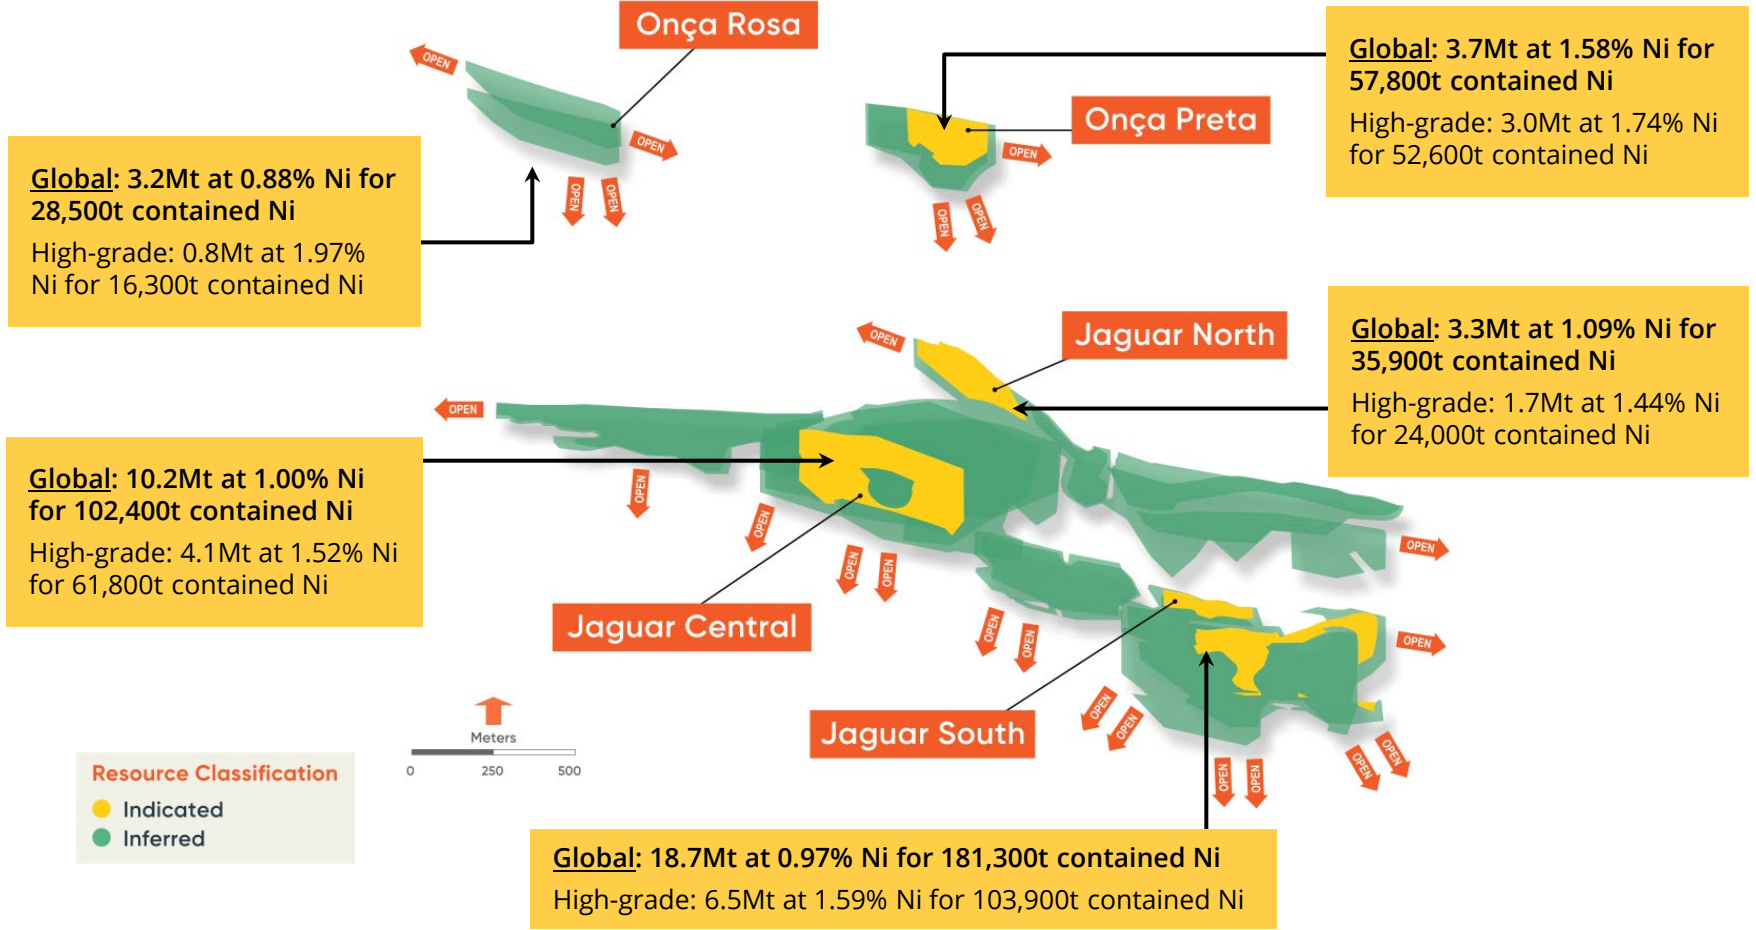 Onça Rosa
OPEN
OPEN
OPEN
OPEN
Global: 3.2Mt at 0.88% Ni for
28,500t contained Ni
High-grade: 0.8Mt at 1.97%
Ni for 16,300t contained Ni
Onça Preta
OPEN
OPEN
OPEN
Global: 3.7Mt at 1.58% Ni for
57,800t contained Ni
High-grade: 3.0Mt at 1.74% Ni
for 52,600t contained Ni
Jaguar North
OPEN
Global: 3.3Mt at 1.09% Ni for
35,900t contained Ni
High-grade: 1.7Mt at 1.44% Ni
for 24,000t contained Ni
OPEN
Global: 10.2Mt at 1.00% Ni
for 102,400t contained Ni
High-grade: 4.1Mt at 1.52% Ni
for 61,800t contained Ni
OPEN
OPEN
OPEN
OPEN
OPEN
Jaguar Central
OPEN
OPEN
OPEN
Jaguar South
OPEN
OPEN
OPEN
OPEN
OPEN
OPEN
Meters
0 250 500
Resource Classification
Indicated
Inferred
Global: 18.7Mt at 0.97% Ni for 181,300t contained Ni
High-grade: 6.5Mt at 1.59% Ni for 103,900t contained Ni